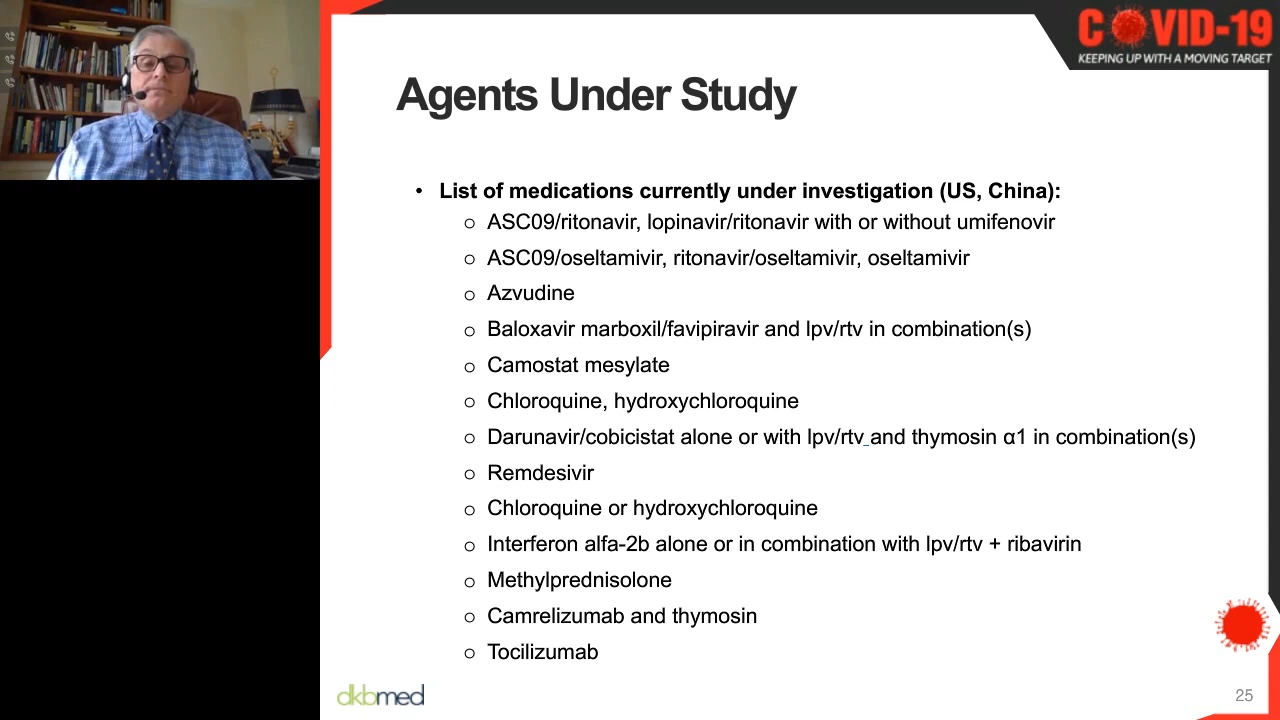 COVID-19
KEEPING UP WITH A MOVING TARGET
Agents Under Study
• List of medications currently under investigation (US, China):
o ASC09/ritonavir, lopinavir/ritonavir with or without umifenovir
o ASC09/oseltamivir, ritonavir/oseltamivir, oseltamivir
o Azvudine
o Baloxavir marboxil/favipiravir and lpv/rtv in combination(s)
o Camostat mesylate
o Chloroquine, hydroxychloroquine
o Darunavir/cobicistat alone or with lpv/rtv and thymosin α1 in combination(s)
o Remdesivir
o Chloroquine or hydroxychloroquine
o Interferon alfa-2b alone or in combination with lpv/rtv + ribavirin
o Methylprednisolone
o Camrelizumab and thymosin
o Tocilizumab
dkbmed
25